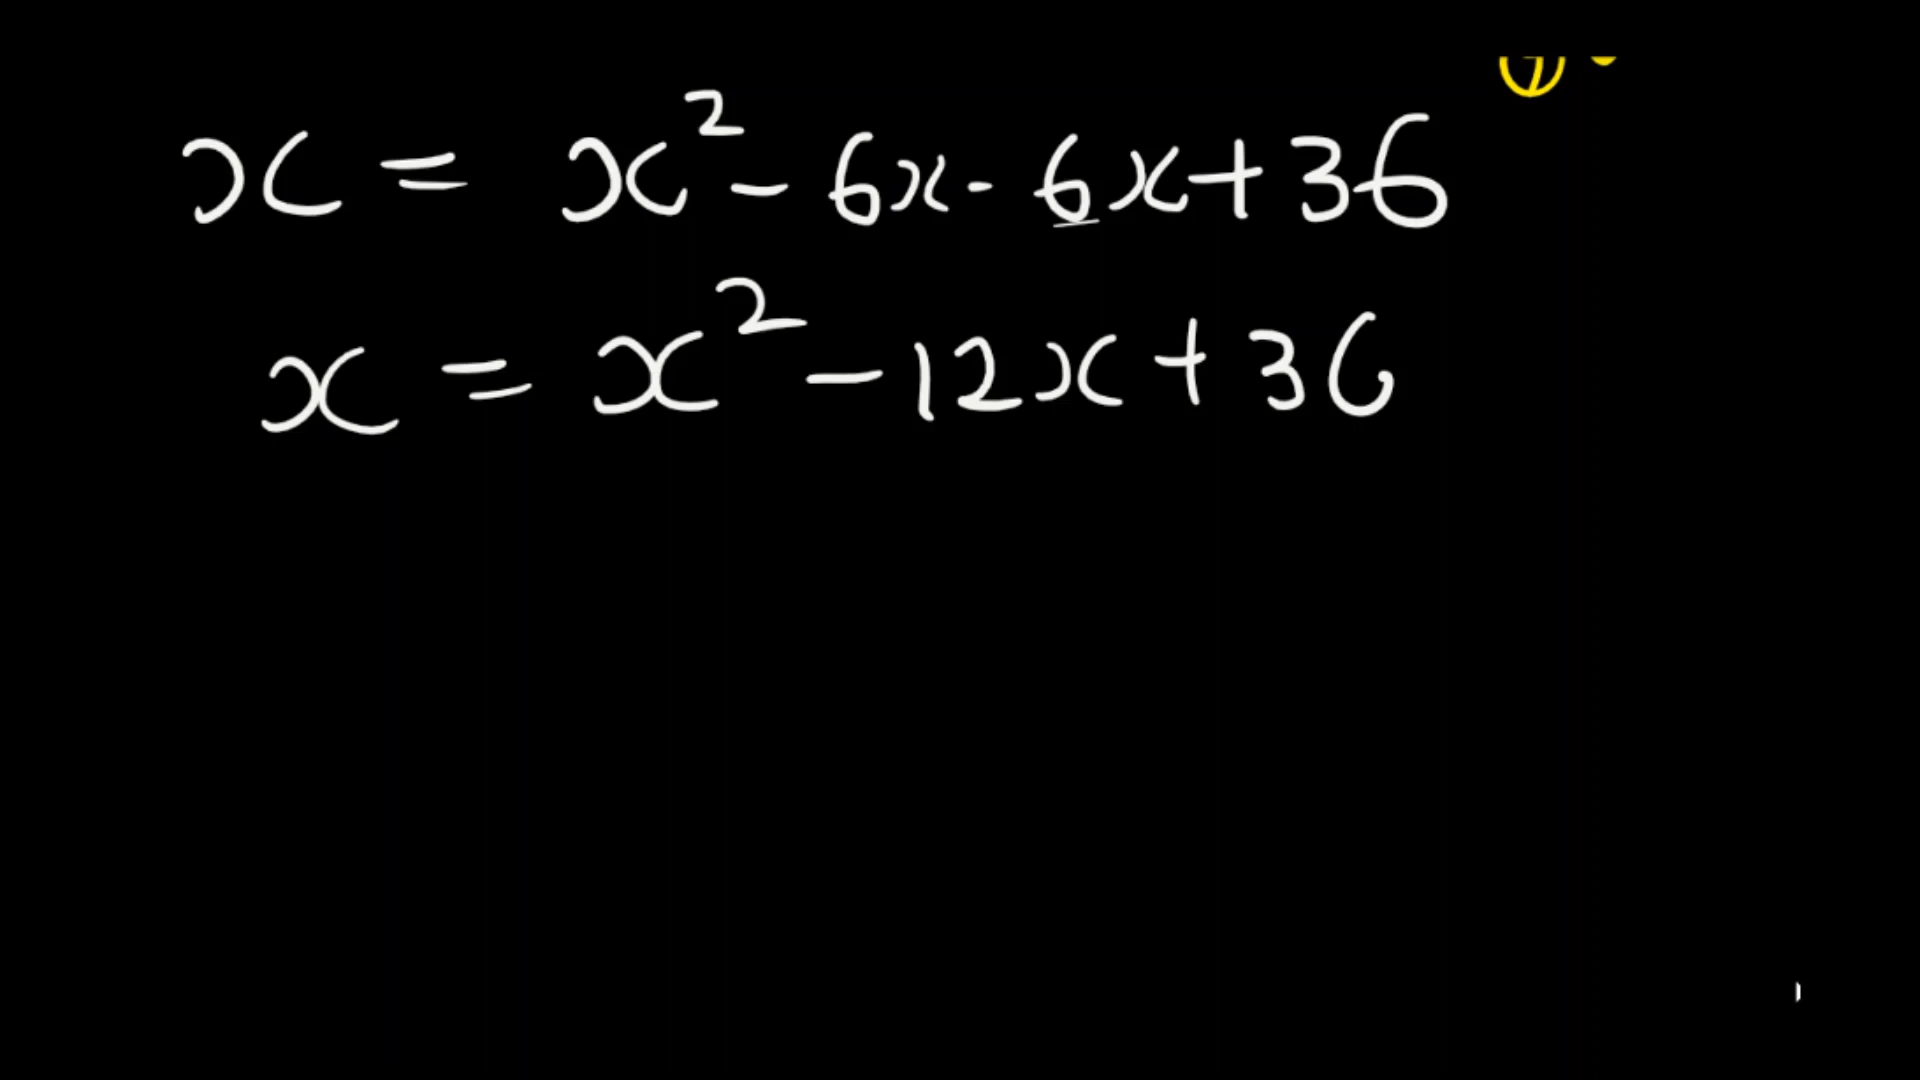 x = x² - 6x - 6x + 36
x = x² - 12x + 36